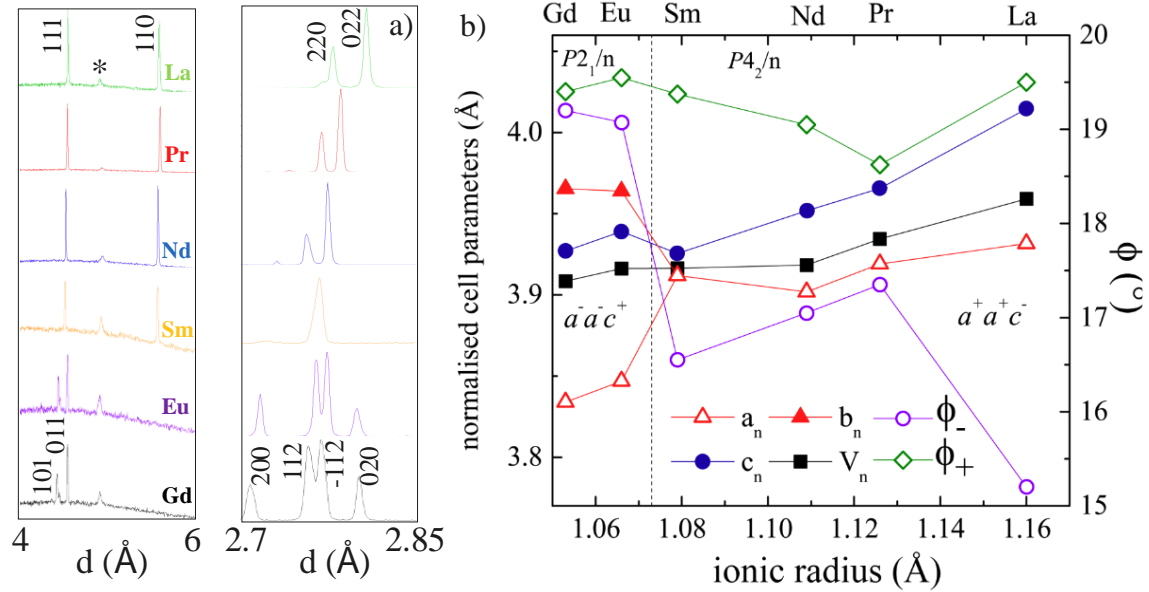 a)
111
*
110
La
Pr
Nd
Sm
Eu
101
011
Gd
4
6
d (Å)
220
022
200
112
-112
020
2.7
2.85
d (Å)
b)
Gd Eu Sm Nd Pr La
P2₁/n
P4₂/n
normalised cell parameters (Å)
4.0
3.9
3.8
a⁻a⁻c⁺
a⁺a⁺c⁻
aₙ bₙ ϕ₋
cₙ Vₙ ϕ₊
20
19
18
17
16
15
ϕ (°)
1.06 1.08 1.10 1.12 1.14 1.16
ionic radius (Å)